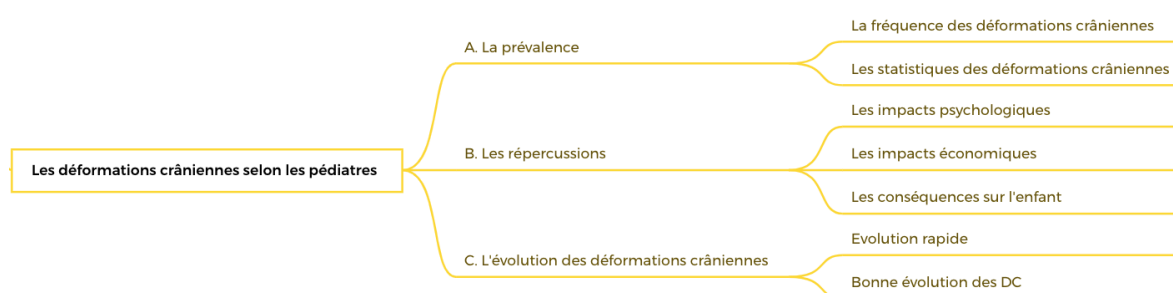 Les déformations crâniennes selon les pédiatres
A. La prévalence
La fréquence des déformations crâniennes
Les statistiques des déformations crâniennes
B. Les répercussions
Les impacts psychologiques
Les impacts économiques
Les conséquences sur l'enfant
C. L'évolution des déformations crâniennes
Evolution rapide
Bonne évolution des DC